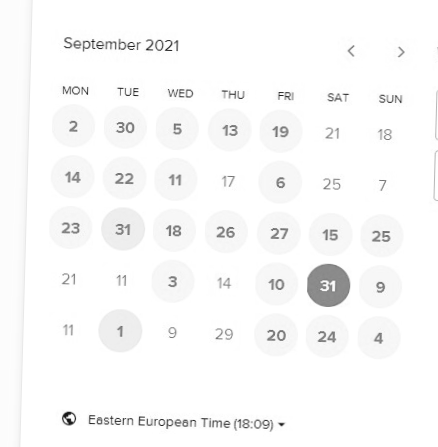 September 2021
MON TUE WED THU FRI SAT SUN
2 30 5 13 19 21 18
14 22 11 17 6 25 7
23 31 18 26 27 15 25
21 11 3 14 10 31 9
11 1 9 29 20 24 4
Eastern European Time (18:09)